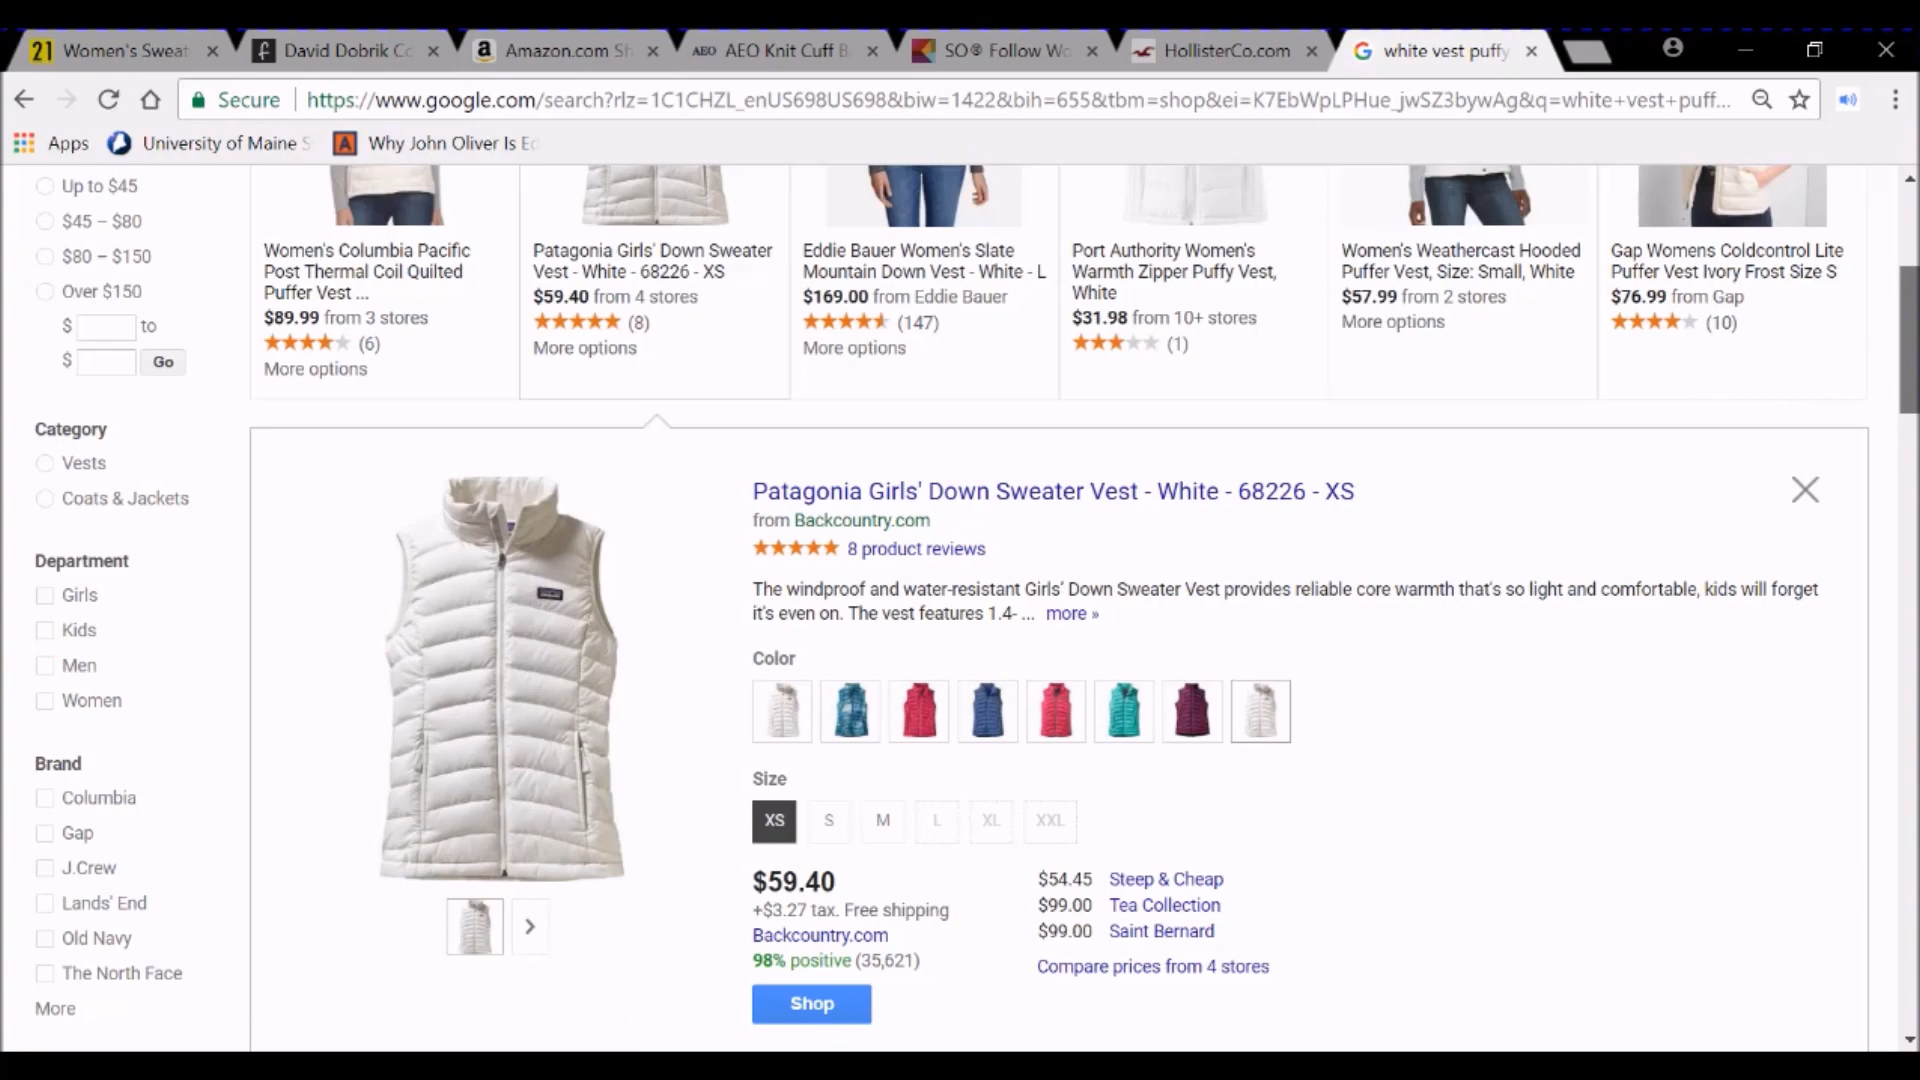 21 Women's Sweat
f David Dobrik Co
a Amazon.com Sh
AEO AEO Knit Cuff B
SO® Follow Wo
HollisterCo.com
G white vest puffy
Secure https://www.google.com/search?rlz=1C1CHZL_enUS698US698&biw=1422&bih=655&tbm=shop&ei=K7EbWpLPHue_jwSZ3bywAg&q=white+vest+puff...
Apps University of Maine S A Why John Oliver Is Ed
Up to $45
$45 – $80
$80 – $150
Over $150
$ to
$ Go
Category
Vests
Coats & Jackets
Department
Girls
Kids
Men
Women
Brand
Columbia
Gap
J.Crew
Lands' End
Old Navy
The North Face
More
Women's Columbia Pacific
Post Thermal Coil Quilted
Puffer Vest ...
$89.99 from 3 stores
(6)
More options
Patagonia Girls' Down Sweater
Vest - White - 68226 - XS
$59.40 from 4 stores
(8)
More options
Eddie Bauer Women's Slate
Mountain Down Vest - White - L
$169.00 from Eddie Bauer
(147)
More options
Port Authority Women's
Warmth Zipper Puffy Vest,
White
$31.98 from 10+ stores
(1)
Women's Weathercast Hooded
Puffer Vest, Size: Small, White
$57.99 from 2 stores
More options
Gap Womens Coldcontrol Lite
Puffer Vest Ivory Frost Size S
$76.99 from Gap
(10)
Patagonia Girls' Down Sweater Vest - White - 68226 - XS
from Backcountry.com
8 product reviews
The windproof and water-resistant Girls' Down Sweater Vest provides reliable core warmth that's so light and comfortable, kids will forget
it's even on. The vest features 1.4- ... more »
Color
Size
XS S M L XL XXL
$59.40
+$3.27 tax. Free shipping
Backcountry.com
98% positive (35,621)
Shop
$54.45 Steep & Cheap
$99.00 Tea Collection
$99.00 Saint Bernard
Compare prices from 4 stores